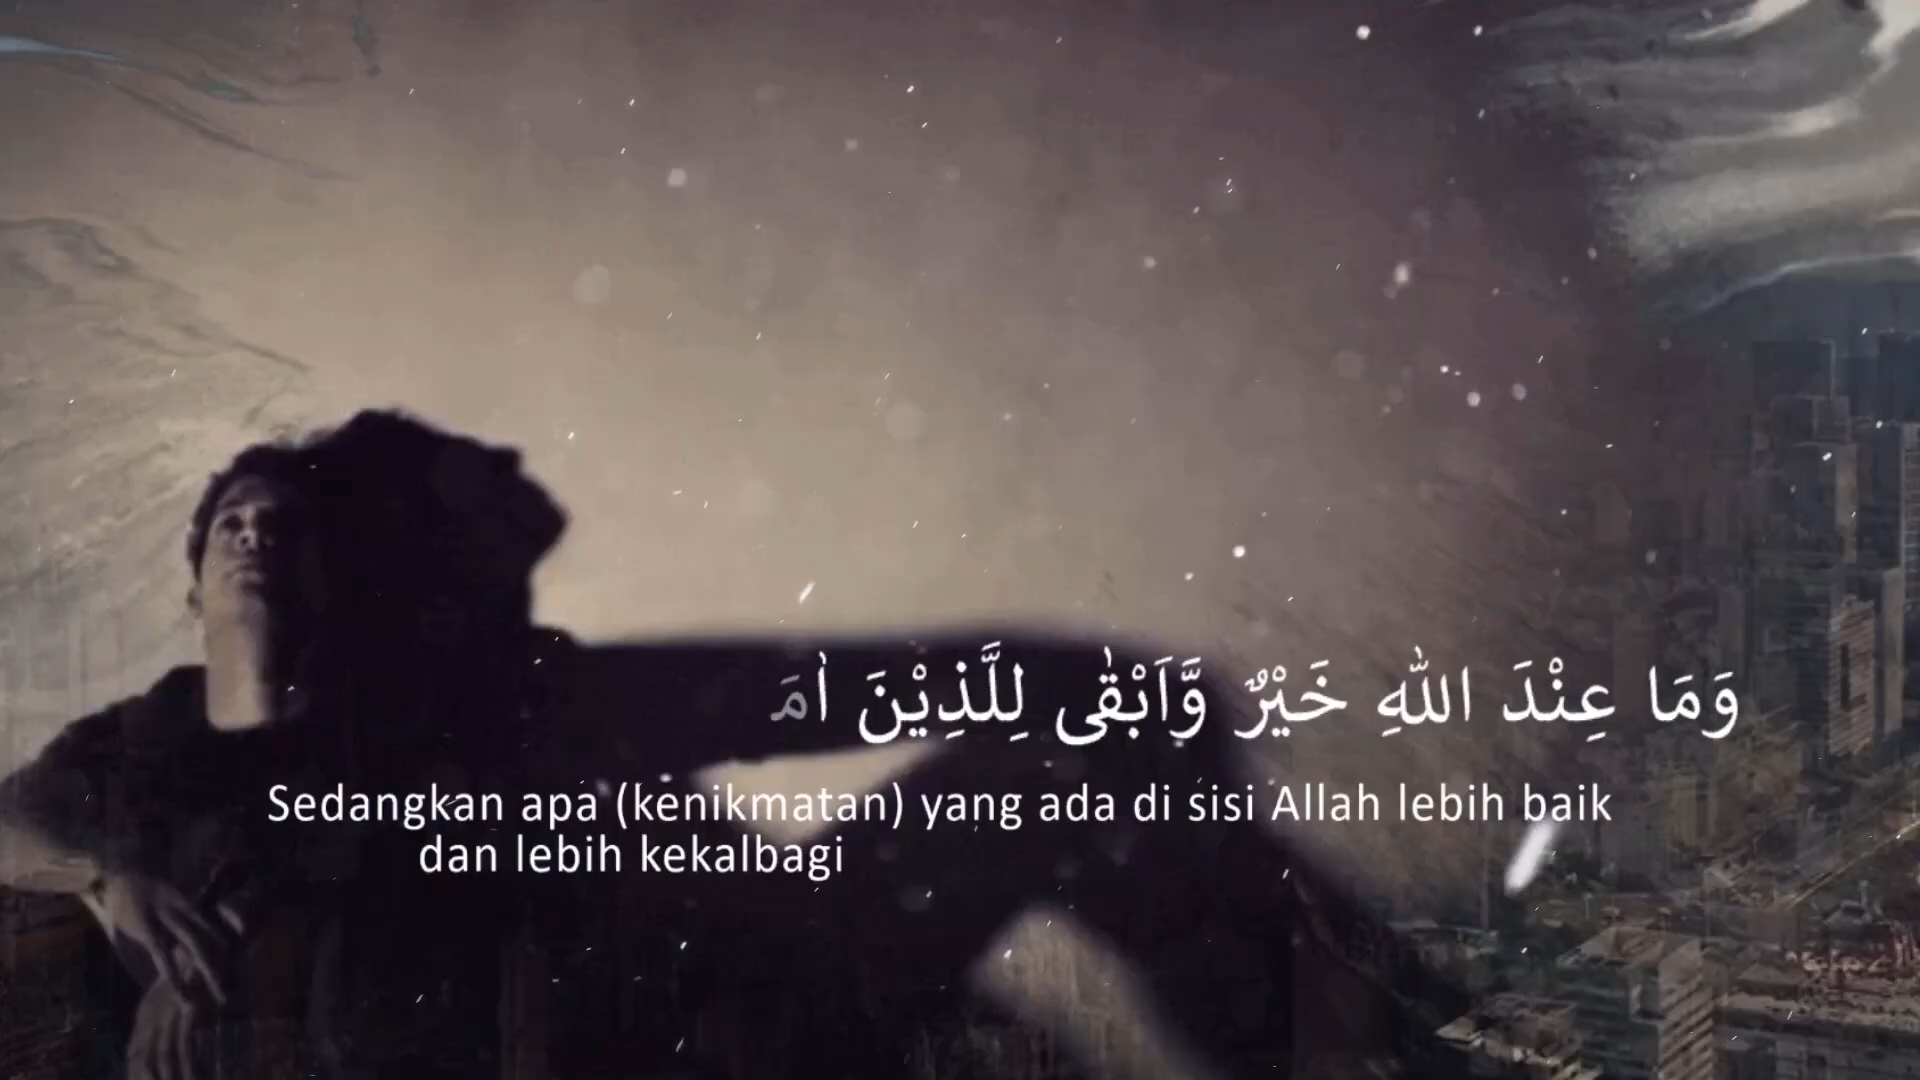 وَمَا عِنْدَ اللّٰهِ خَيْرٌ وَّاَبْقٰى لِلَّذِيْنَ اٰمَ
Sedangkan apa (kenikmatan) yang ada di sisi Allah lebih baik
dan lebih kekalbagi